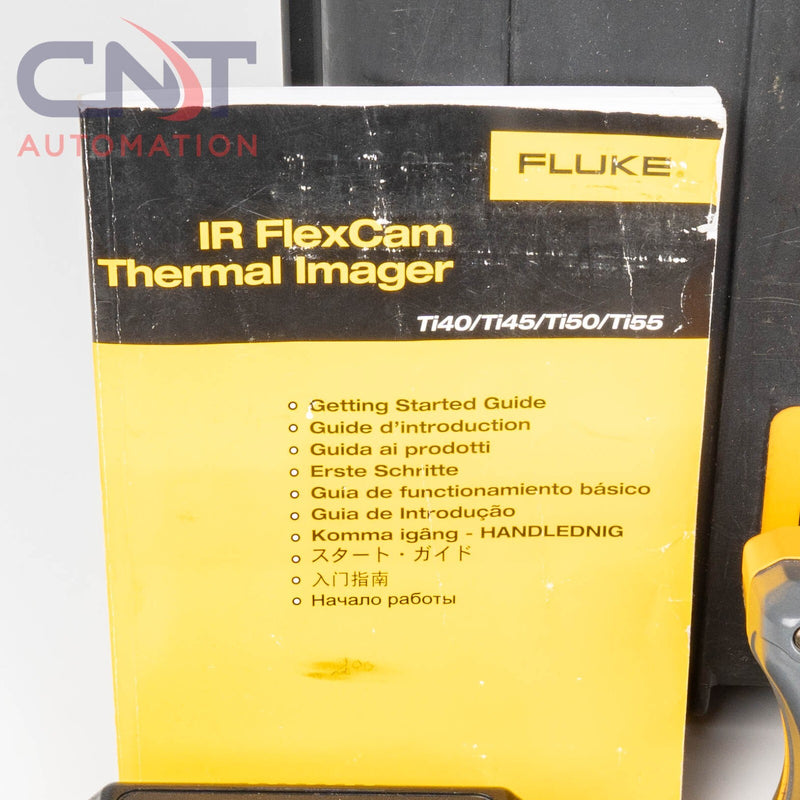 CNT
AUTOMATION
FLUKE®
IR FlexCam
Thermal Imager
Ti40/Ti45/Ti50/Ti55
Getting Started Guide
Guide d'introduction
Guida ai prodotti
Erste Schritte
Guía de functionamiento básico
Guia de Introdução
Komma igâng - HANDLEDNIG
スタート・ガイド
入门指南
Начало работы